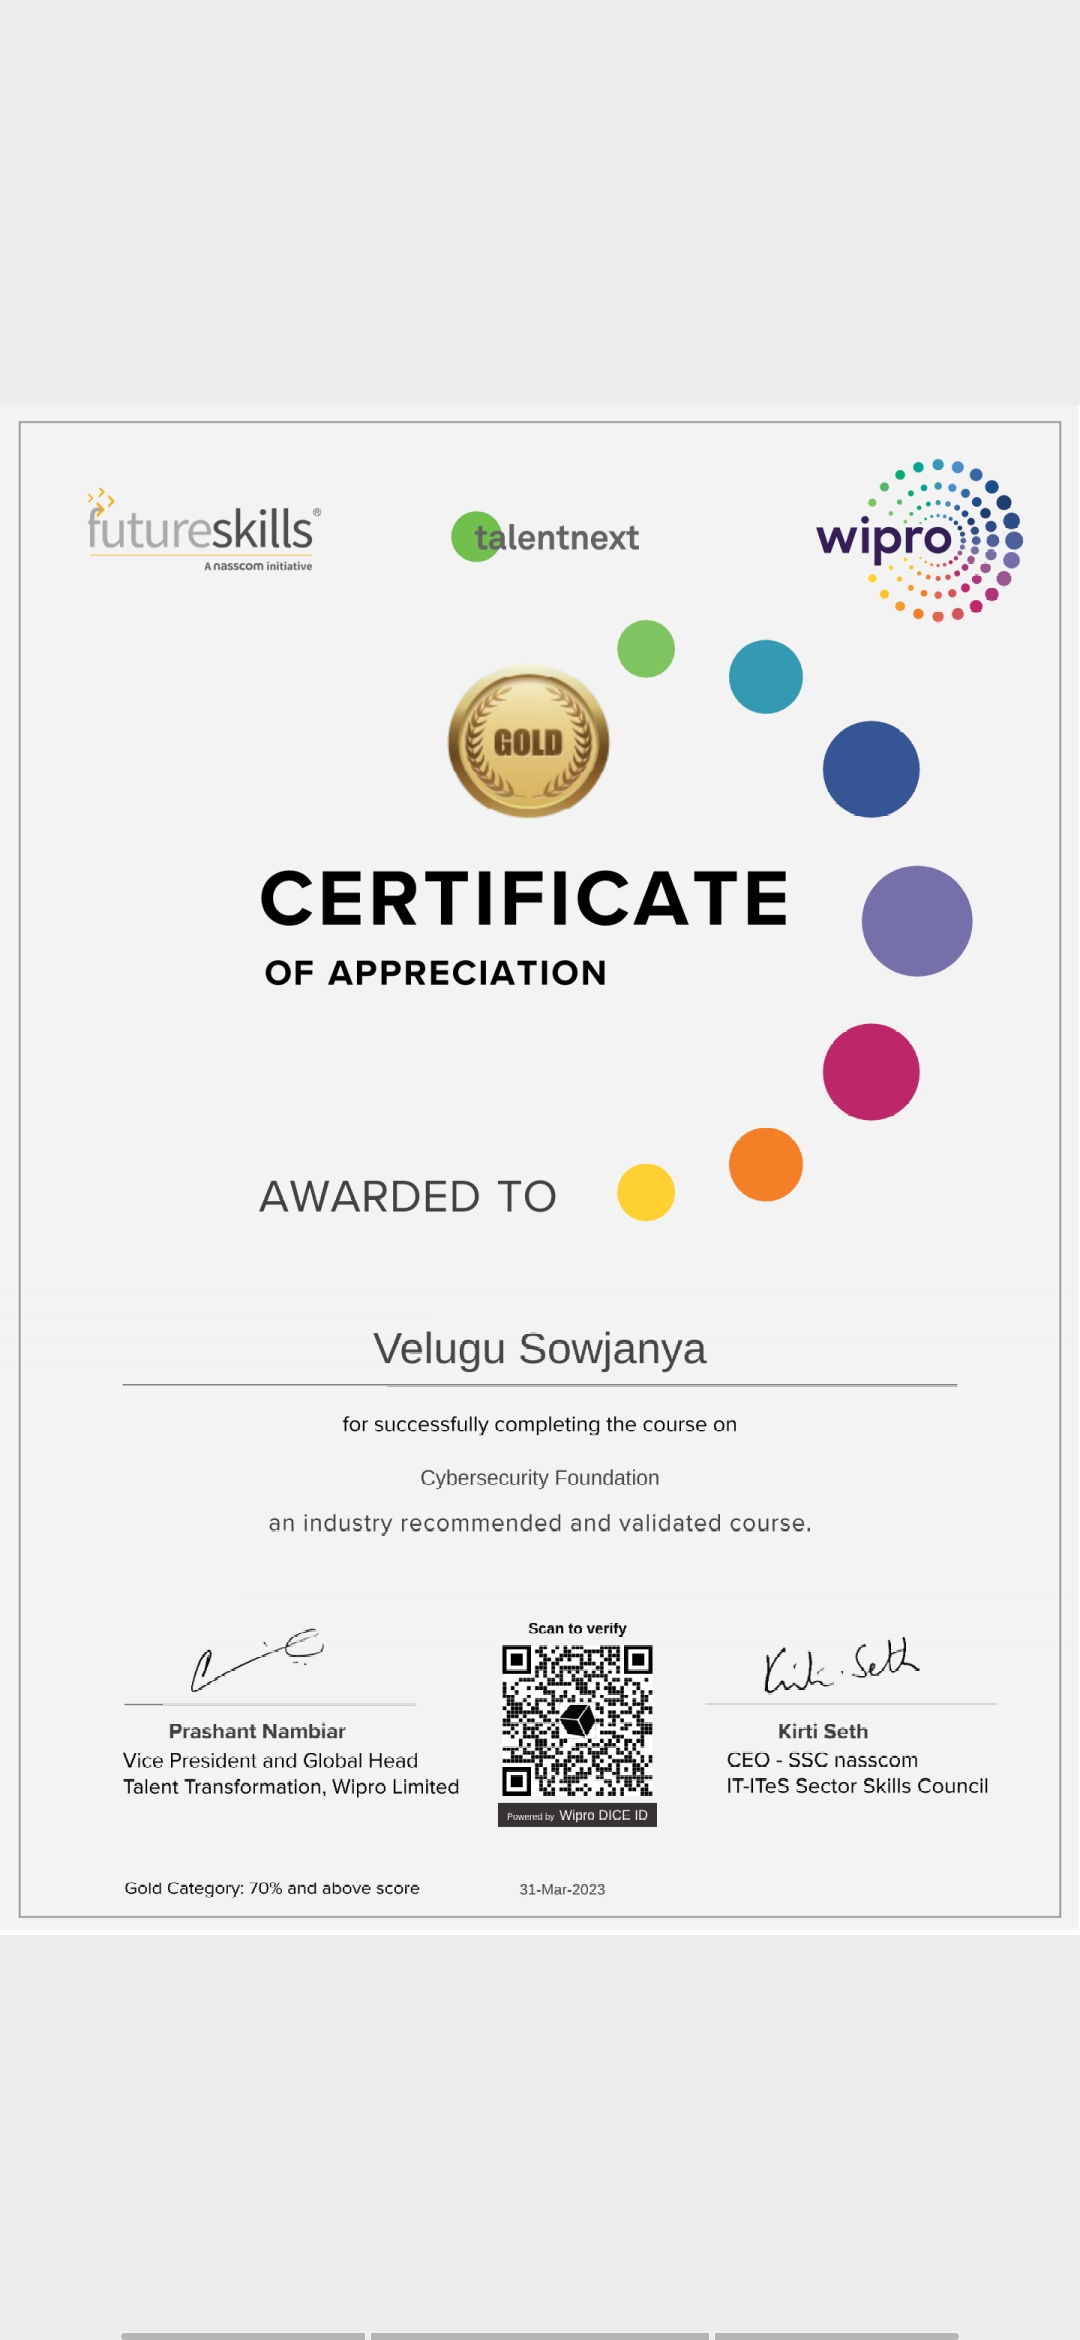 futureskills®
A nasscom initiative
talentnext
wipro
GOLD
CERTIFICATE
OF APPRECIATION
AWARDED TO
Velugu Sowjanya
for successfully completing the course on
Cybersecurity Foundation
an industry recommended and validated course.
Scan to verify
Kirti Seth
Prashant Nambiar
Vice President and Global Head
Talent Transformation, Wipro Limited
Powered by Wipro DICE ID
Kirti Seth
CEO - SSC nasscom
IT-ITeS Sector Skills Council
Gold Category: 70% and above score
31-Mar-2023